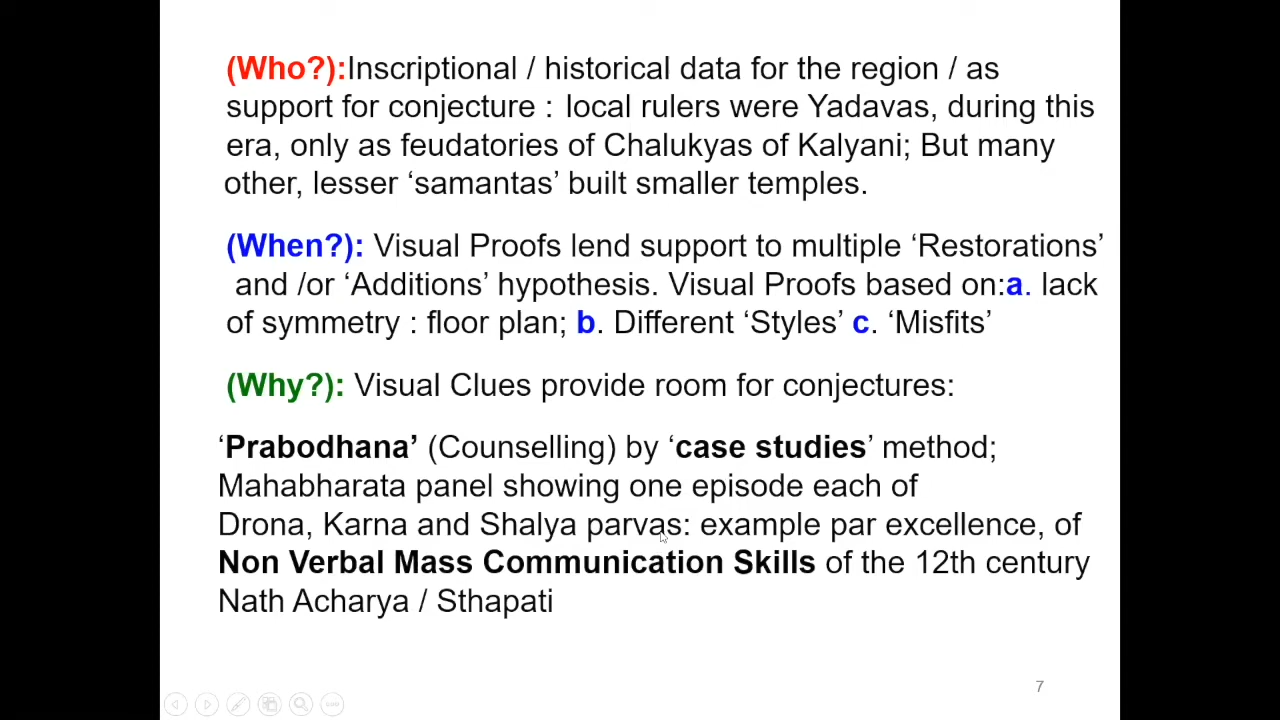 (Who?):Inscriptional / historical data for the region / as
support for conjecture : local rulers were Yadavas, during this
era, only as feudatories of Chalukyas of Kalyani; But many
other, lesser ‘samantas’ built smaller temples.
(When?): Visual Proofs lend support to multiple ‘Restorations’
and /or ‘Additions’ hypothesis. Visual Proofs based on:a. lack
of symmetry : floor plan; b. Different ‘Styles’ c. ‘Misfits’
(Why?): Visual Clues provide room for conjectures:
‘Prabodhana’ (Counselling) by ‘case studies’ method;
Mahabharata panel showing one episode each of
Drona, Karna and Shalya parvas: example par excellence, of
Non Verbal Mass Communication Skills of the 12th century
Nath Acharya / Sthapati
7